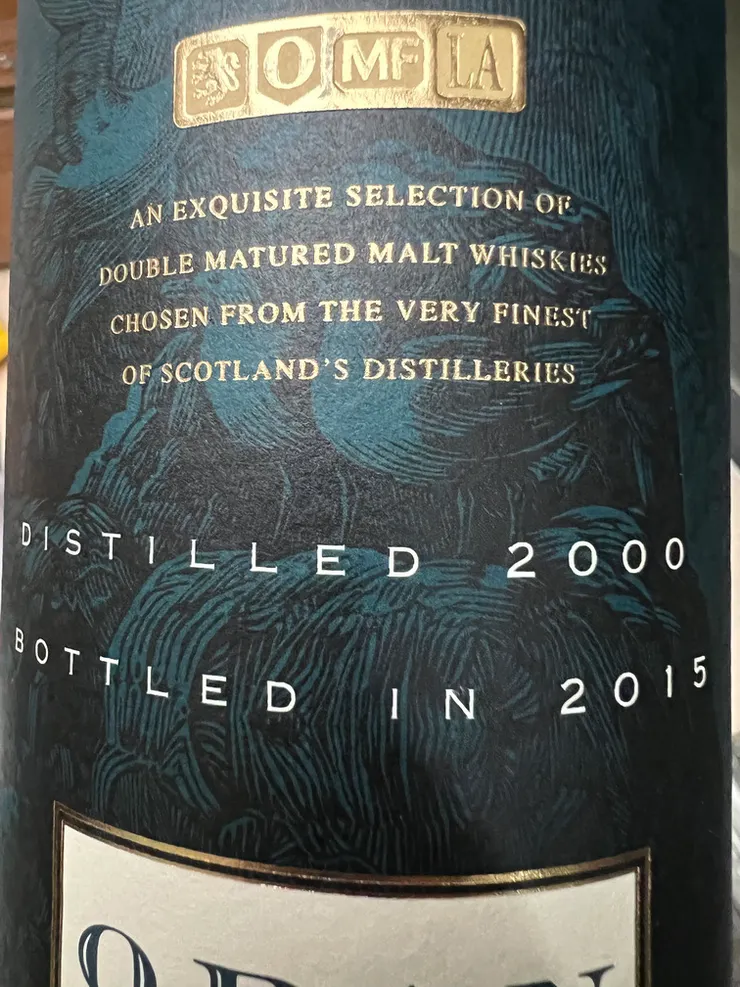 O MF LA
AN EXQUISITE SELECTION OF
DOUBLE MATURED MALT WHISKIES
CHOSEN FROM THE VERY FINEST
OF SCOTLAND'S DISTILLERIES
DISTILLED 2000
BOTTLED IN 2015
OBAN